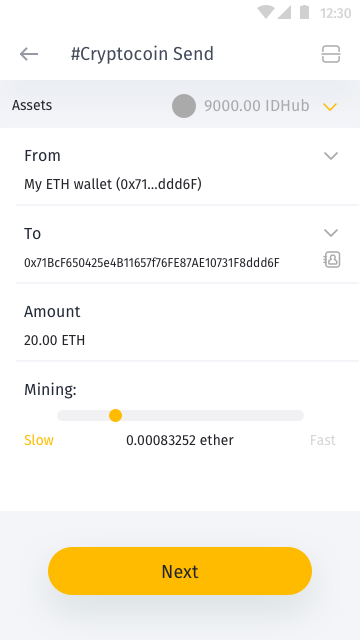 12:30
#Cryptocoin Send
Assets 9000.00 IDHub
From
My ETH wallet (0x71...ddd6F)
To
0x71BcF650425e4B11657f76FE87AE10731F8ddd6F
Amount
20.00 ETH
Mining:
Slow 0.00083252 ether Fast
Next